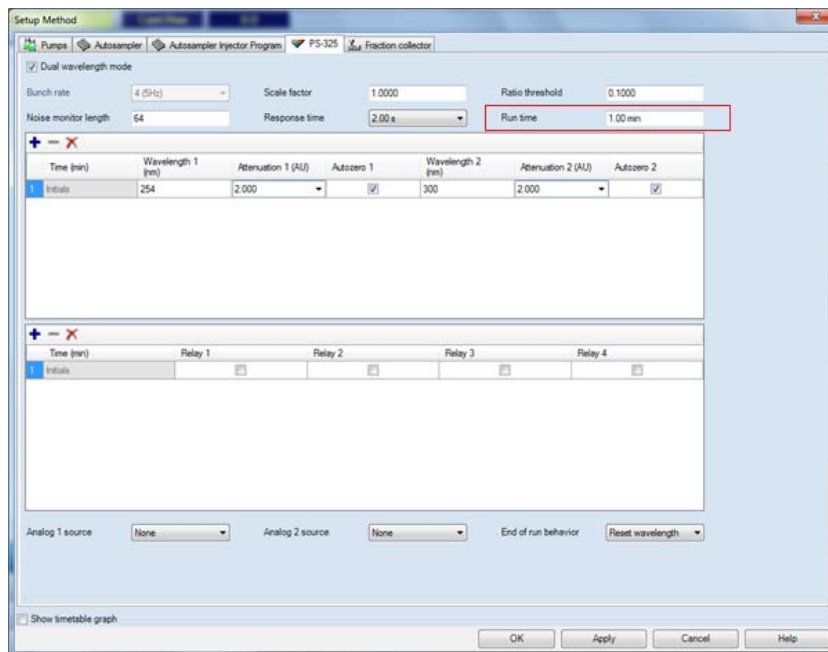 Setup Method
Pumps Autosampler Autosampler Injector Program PS-325 Fraction collector
Dual wavelength mode
Bunch rate 4 (5Hz) Scale factor 1.0000 Ratio threshold 0.1000
Noise monitor length 64 Response time 2.00 s Run time 1.00 min
Time (min) Wavelength 1 (nm) Attenuation 1 (AU) Autozero 1 Wavelength 2 (nm) Attenuation 2 (AU) Autozero 2
1 Initials 254 2.000 300 2.000
Time (min) Relay 1 Relay 2 Relay 3 Relay 4
1 Initials
Analog 1 source None Analog 2 source None End of run behavior Reset wavelength
Show timetable graph
OK Apply Cancel Help